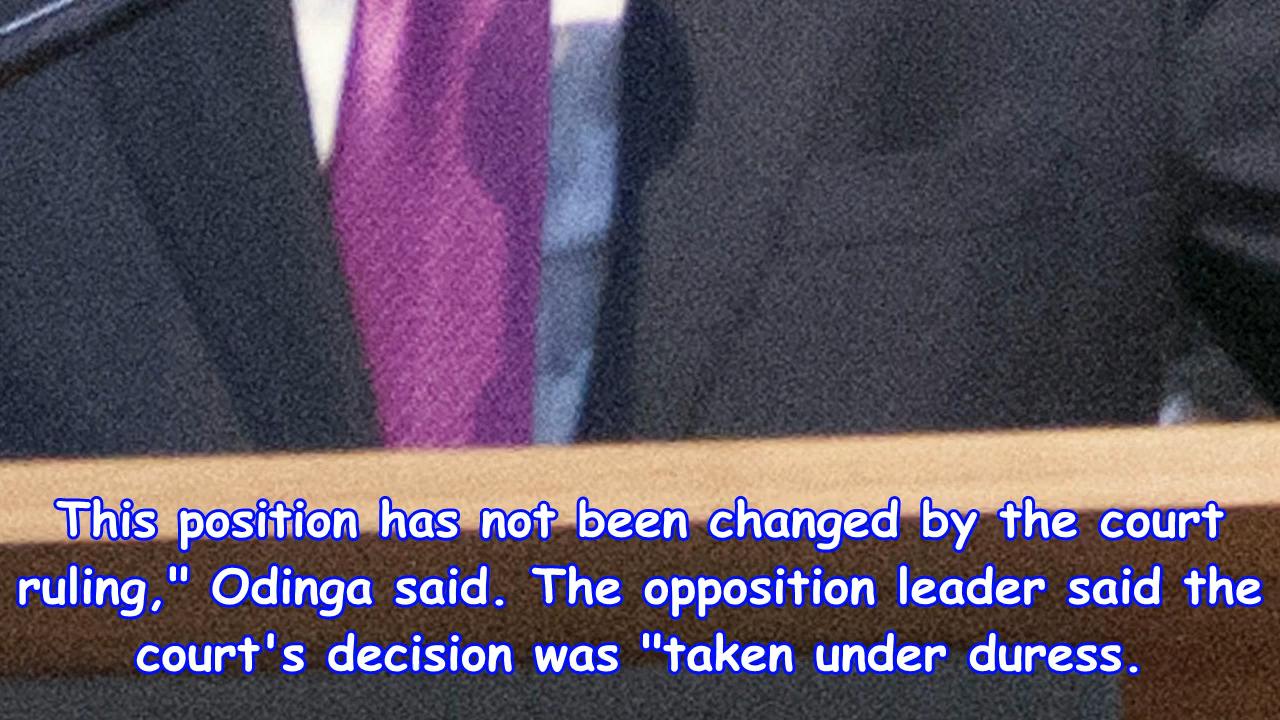 This position has not been changed by the court
ruling," Odinga said. The opposition leader said the
court's decision was "taken under duress.